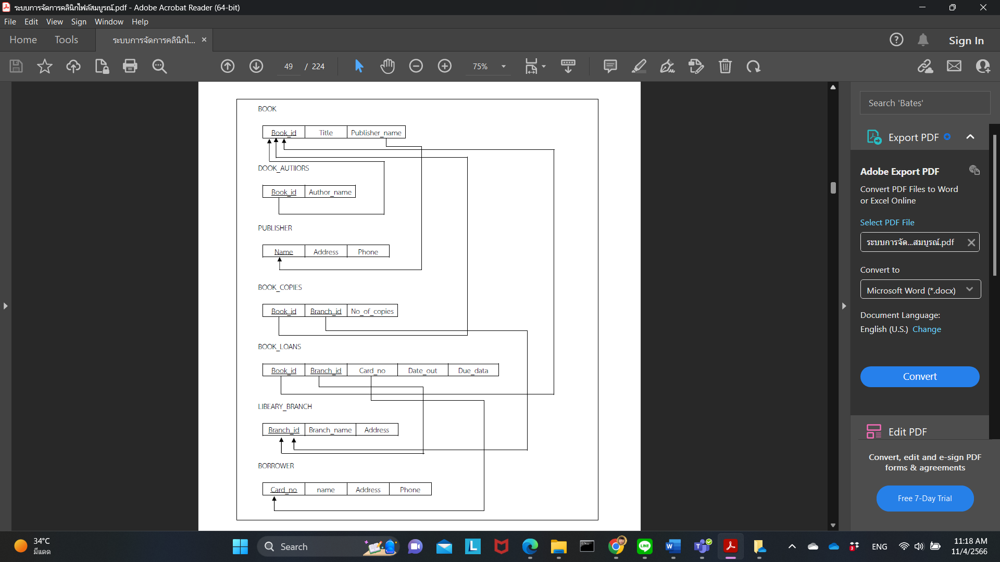 ระบบการจัดการคลินิกไฟล์สมบูรณ์.pdf - Adobe Acrobat Reader (64-bit)
File Edit View Sign Window Help
Home Tools ระบบการจัดการคลินิกไ... × Sign In
49 / 224 75%
BOOK
Book_id Title Publisher_name
DOOK_AUTIIORS
Book_id Author_name
PUBLISHER
Name Address Phone
BOOK_COPIES
Book_id Branch_id No_of_copies
BOOK_LOANS
Book_id Branch_id Card_no Date_out Due_data
LIBEARY_BRANCH
Branch_id Branch_name Address
BORROWER
Card_no name Address Phone
Search 'Bates'
Export PDF
Adobe Export PDF
Convert PDF Files to Word
or Excel Online
Select PDF File
ระบบการจัด...สมบูรณ์.pdf
Convert to
Microsoft Word (*.docx)
Document Language:
English (U.S.) Change
Convert
Edit PDF
Convert, edit and e-sign PDF
forms & agreements
Free 7-Day Trial
34°C
มีแดด
Search
ENG
11:18 AM
11/4/2566